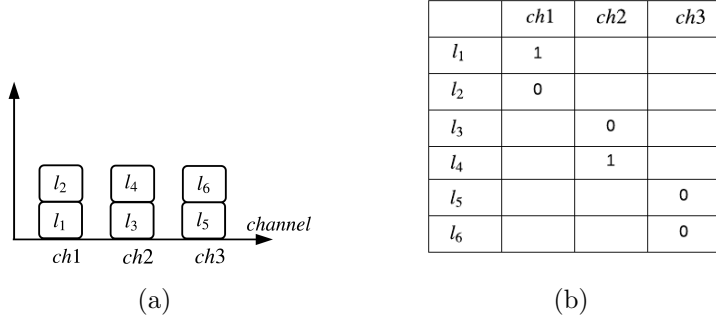 l2 l4 l6
l1 l3 l5 channel
ch1 ch2 ch3
(a)
ch1 ch2 ch3
l1 1
l2 0
l3 0
l4 1
l5 0
l6 0
(b)